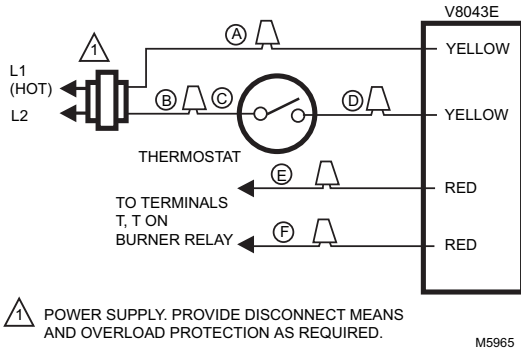 V8043E
1
A
YELLOW
L1
(HOT)
L2
B
C
D
YELLOW
THERMOSTAT
E
RED
TO TERMINALS
T, T ON
BURNER RELAY
F
RED
1 POWER SUPPLY. PROVIDE DISCONNECT MEANS
AND OVERLOAD PROTECTION AS REQUIRED.
M5965